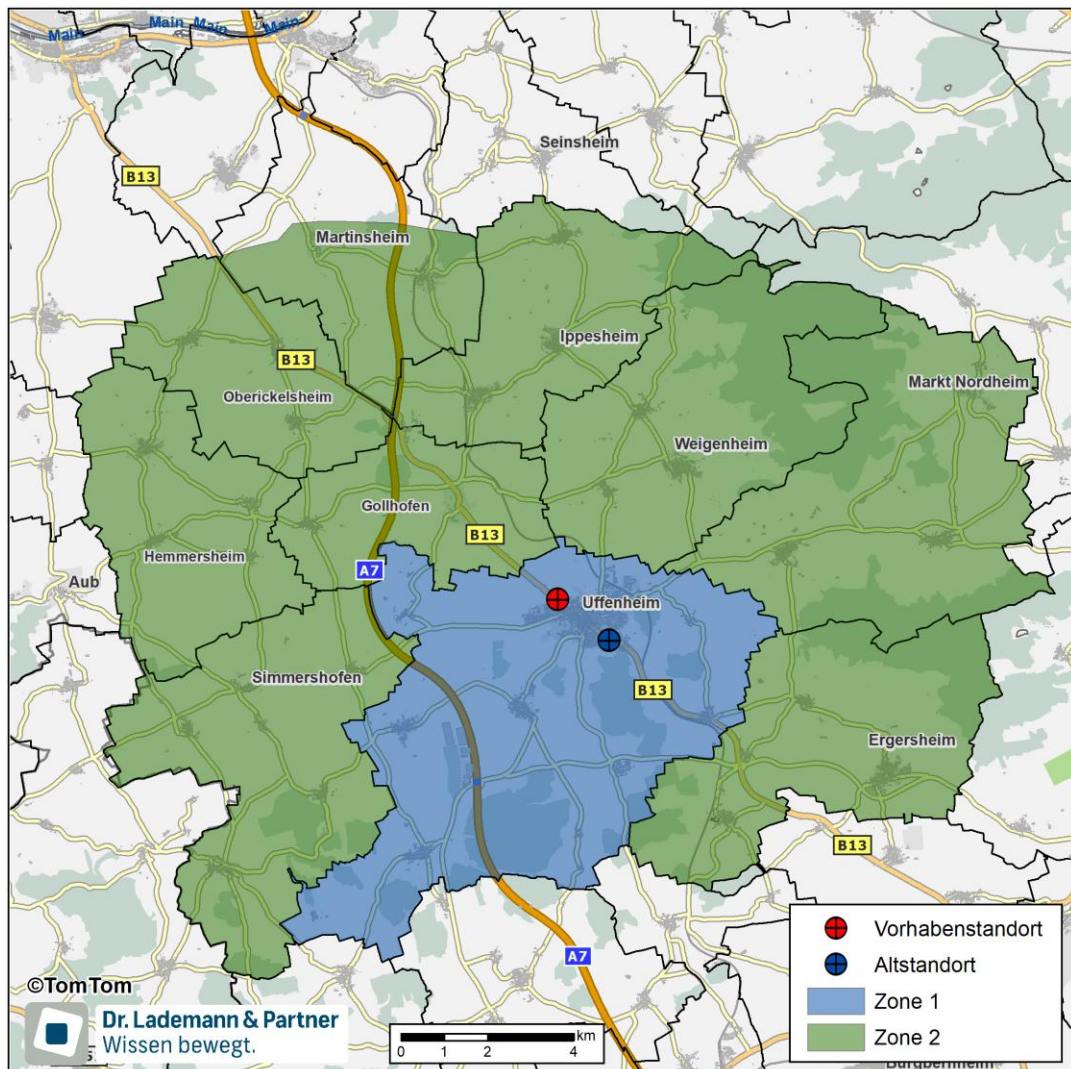 Main
Main
Main
Main
Seinsheim
B13
Martinsheim
Ippesheim
B13
Markt Nordheim
Oberickelsheim
Weigenheim
Gollhofen
B13
Hemmersheim
A7
Aub
Uffenheim
Simmershofen
B13
Ergersheim
B13
A7
Vorhabenstandort
Altstandort
Zone 1
Zone 2
©TomTom
Dr. Lademann & Partner
Wissen bewegt.
km
0 1 2 4
Burgbernheim